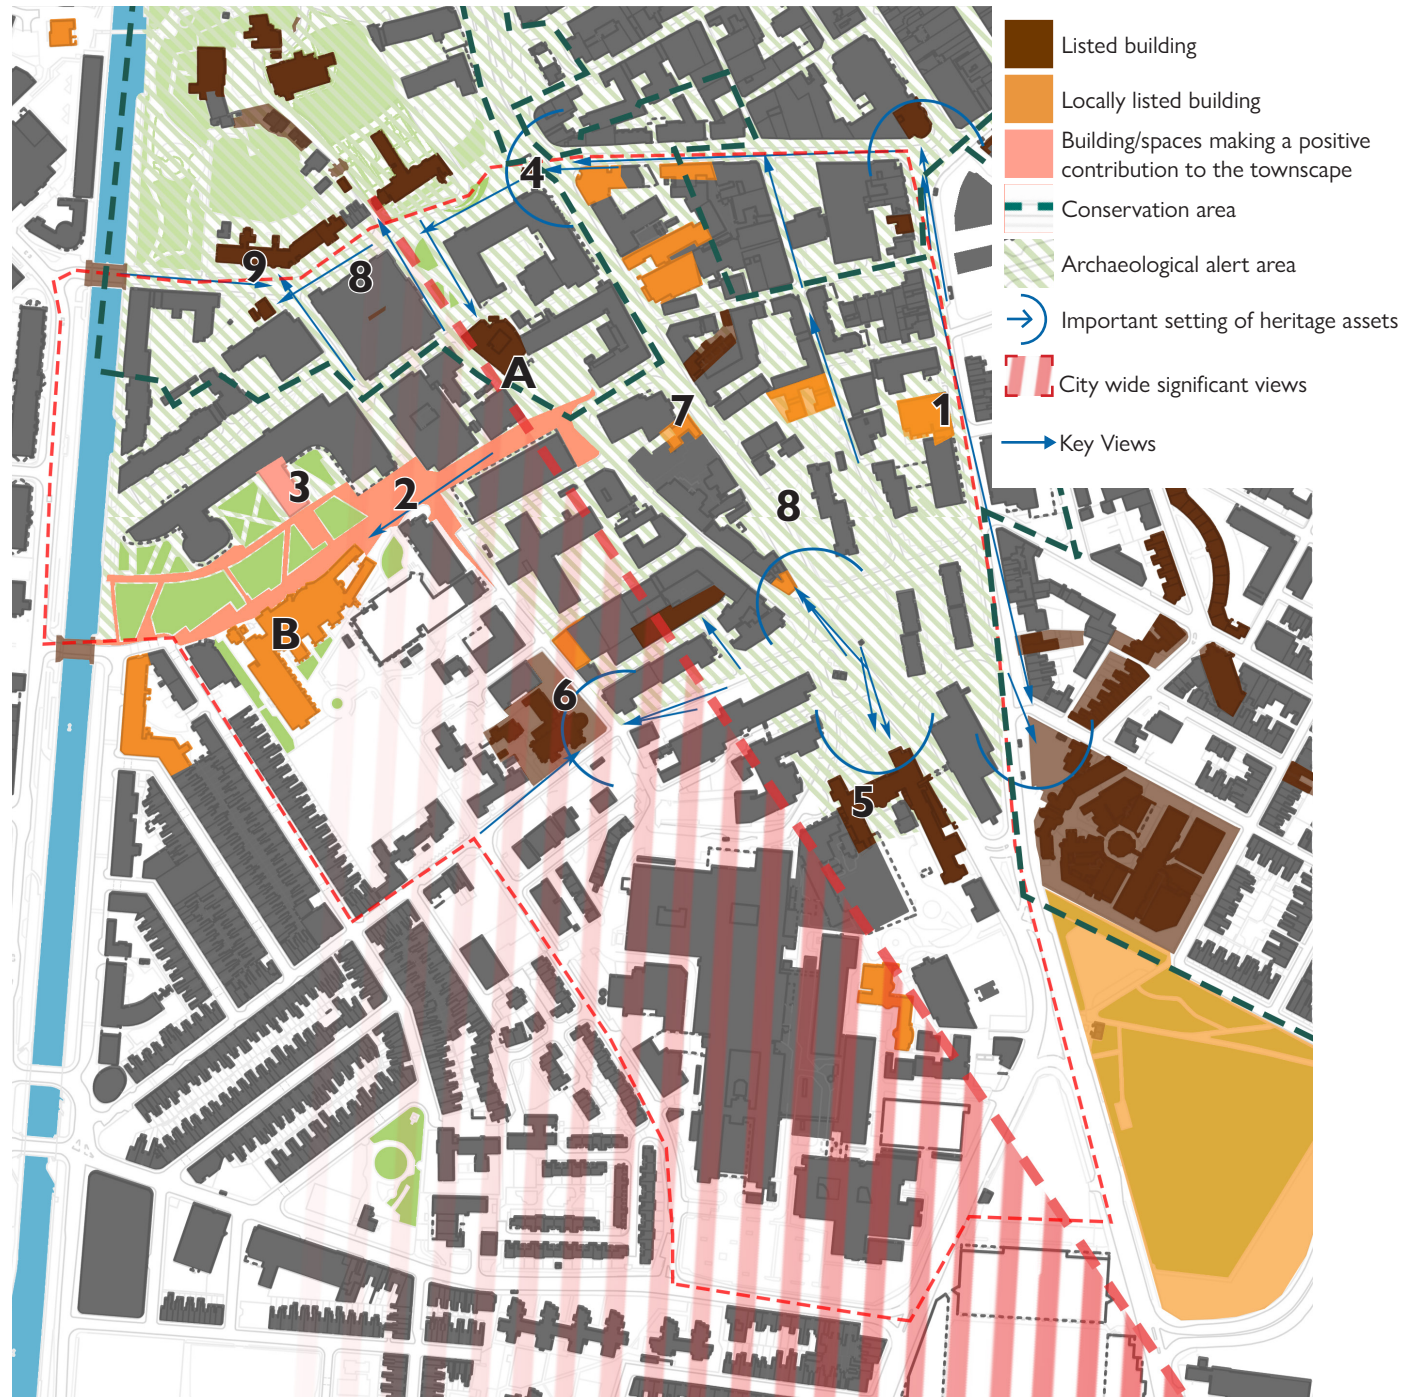 Listed building
Locally listed building
Building/spaces making a positive
contribution to the townscape
Conservation area
Archaeological alert area
Important setting of heritage assets
City wide significant views
Key Views
4
9
8
A
7
1
3
2
8
B
6
5